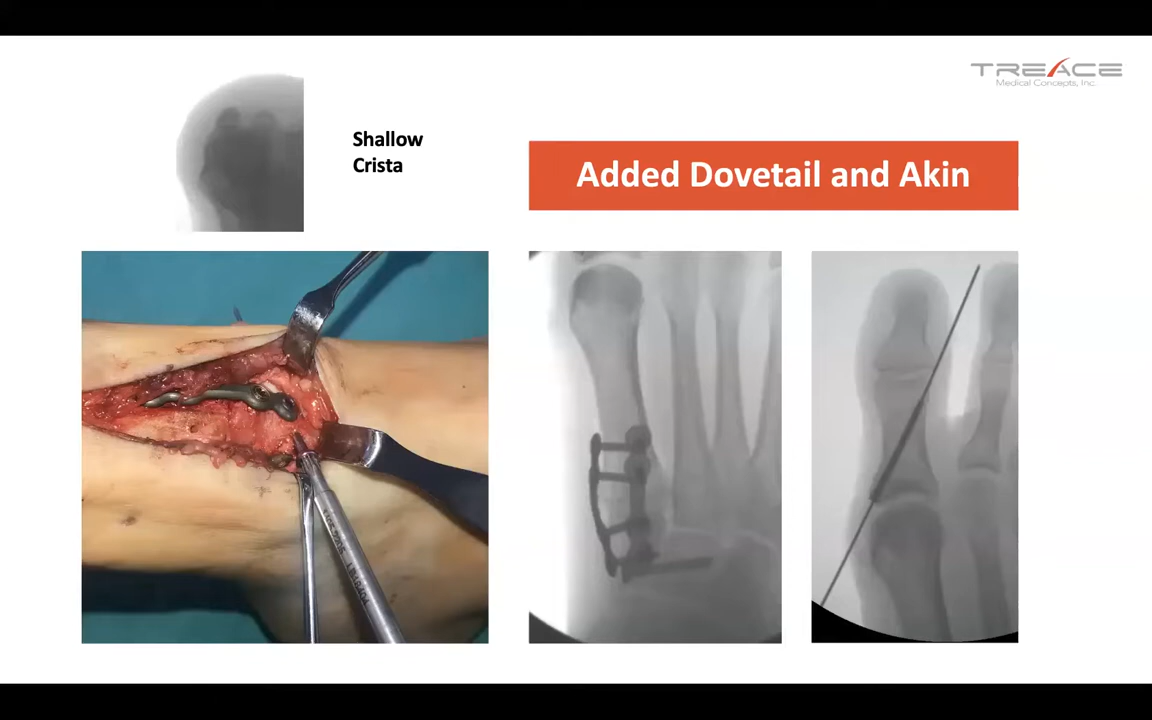 TREACE
Medical Concepts, Inc.
Shallow
Crista
Added Dovetail and Akin